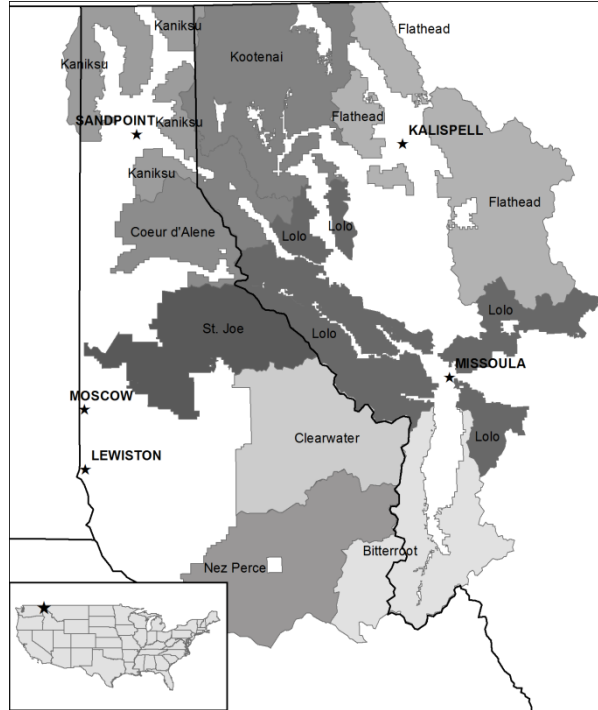 Flathead
Kaniksu
Kaniksu
Kootenai
SANDPOINT
Kaniksu
Flathead
KALISPELL
Kaniksu
Flathead
Coeur d'Alene
Lolo
Lolo
Lolo
St. Joe
Lolo
MISSOULA
MOSCOW
Clearwater
Lolo
LEWISTON
Bitterroot
Nez Perce